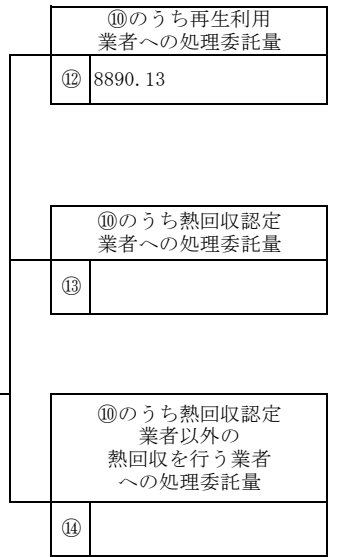 ⑩のうち再生利用
業者への処理委託量
⑫ 8890.13
⑩のうち熱回収認定
業者への処理委託量
⑬
⑩のうち熱回収認定
業者以外の
熱回収を行う業者
への処理委託量
⑭